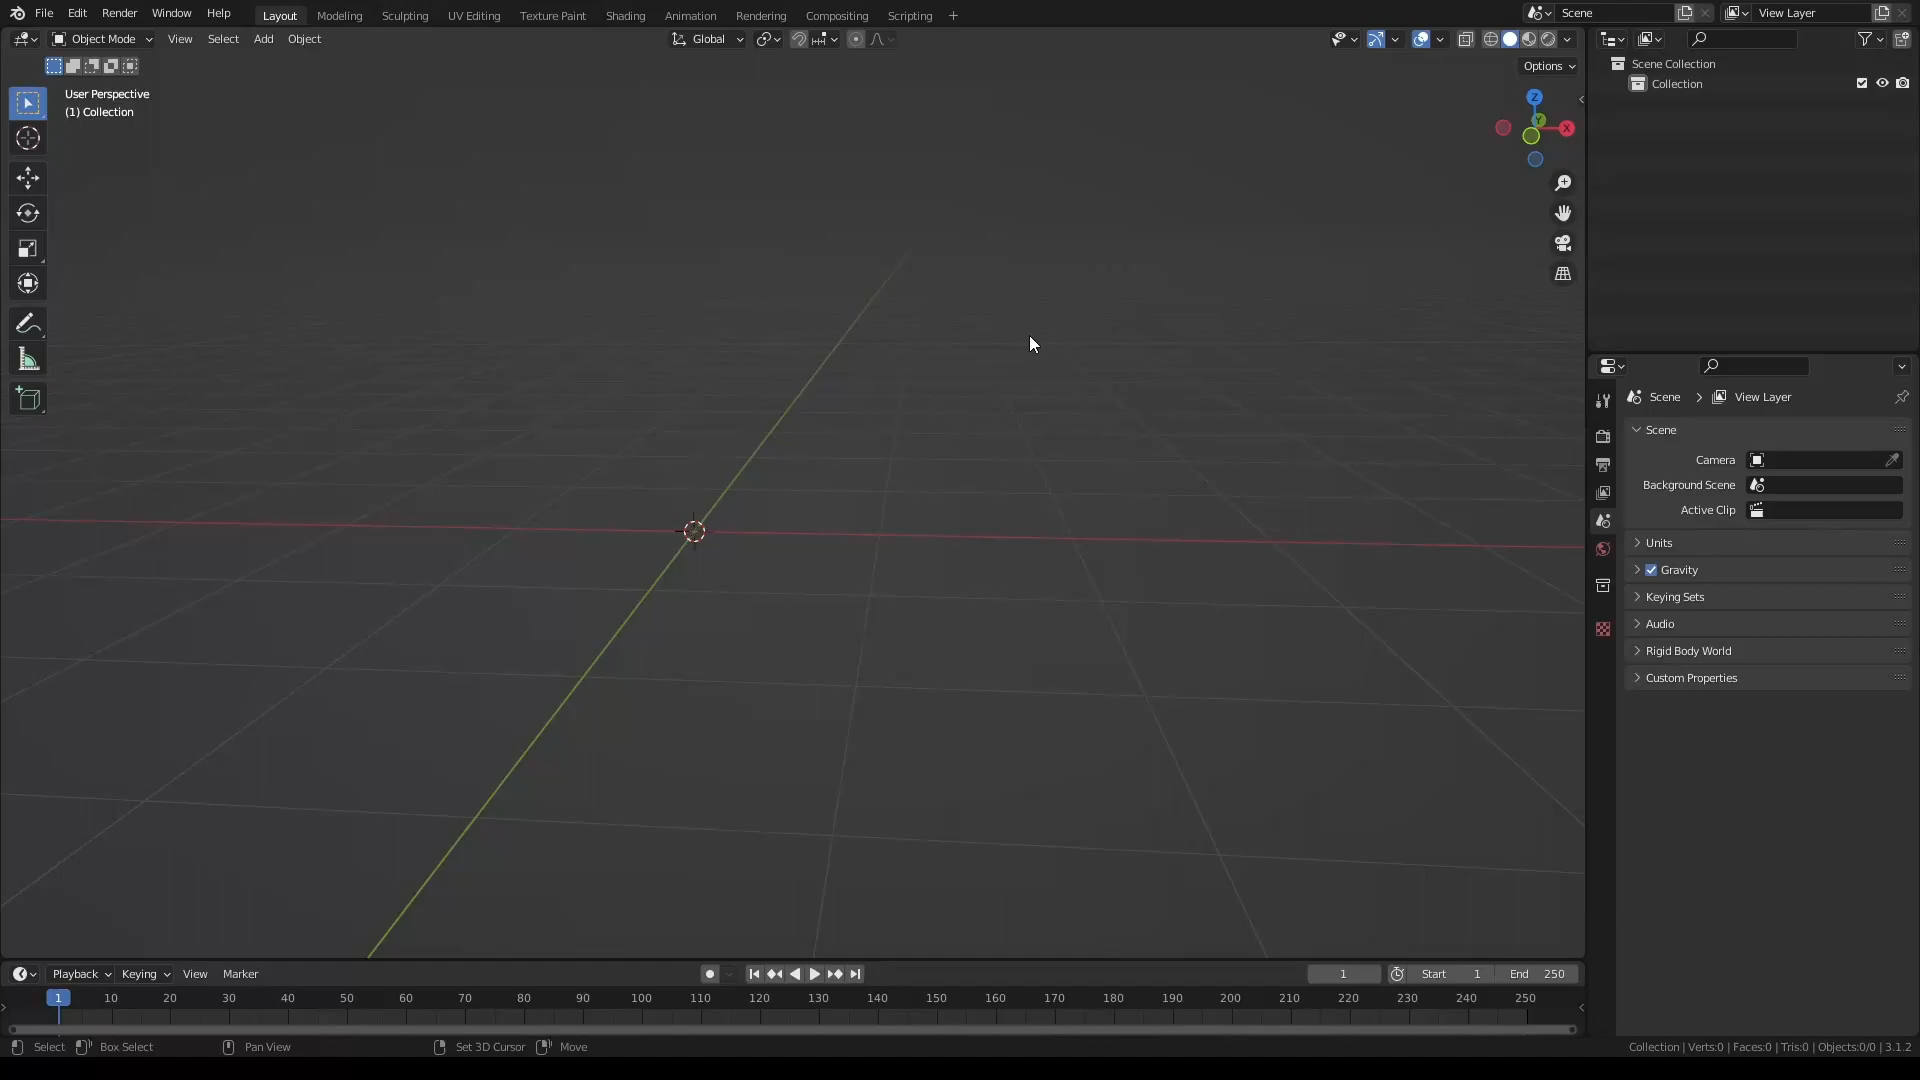 File Edit Render Window Help Layout Modeling Sculpting UV Editing Texture Paint Shading Animation Rendering Compositing Scripting + Scene View Layer
Object Mode View Select Add Object Global
Options
User Perspective
(1) Collection
Z
Y
X
Scene Collection
Collection
Scene > View Layer
Scene
Camera
Background Scene
Active Clip
Units
Gravity
Keying Sets
Audio
Rigid Body World
Custom Properties
Playback Keying View Marker 1 Start 1 End 250
1 10 20 30 40 50 60 70 80 90 100 110 120 130 140 150 160 170 180 190 200 210 220 230 240 250
Select Box Select Pan View Set 3D Cursor Move Collection | Verts:0 | Faces:0 | Tris:0 | Objects:0/0 | 3.1.2